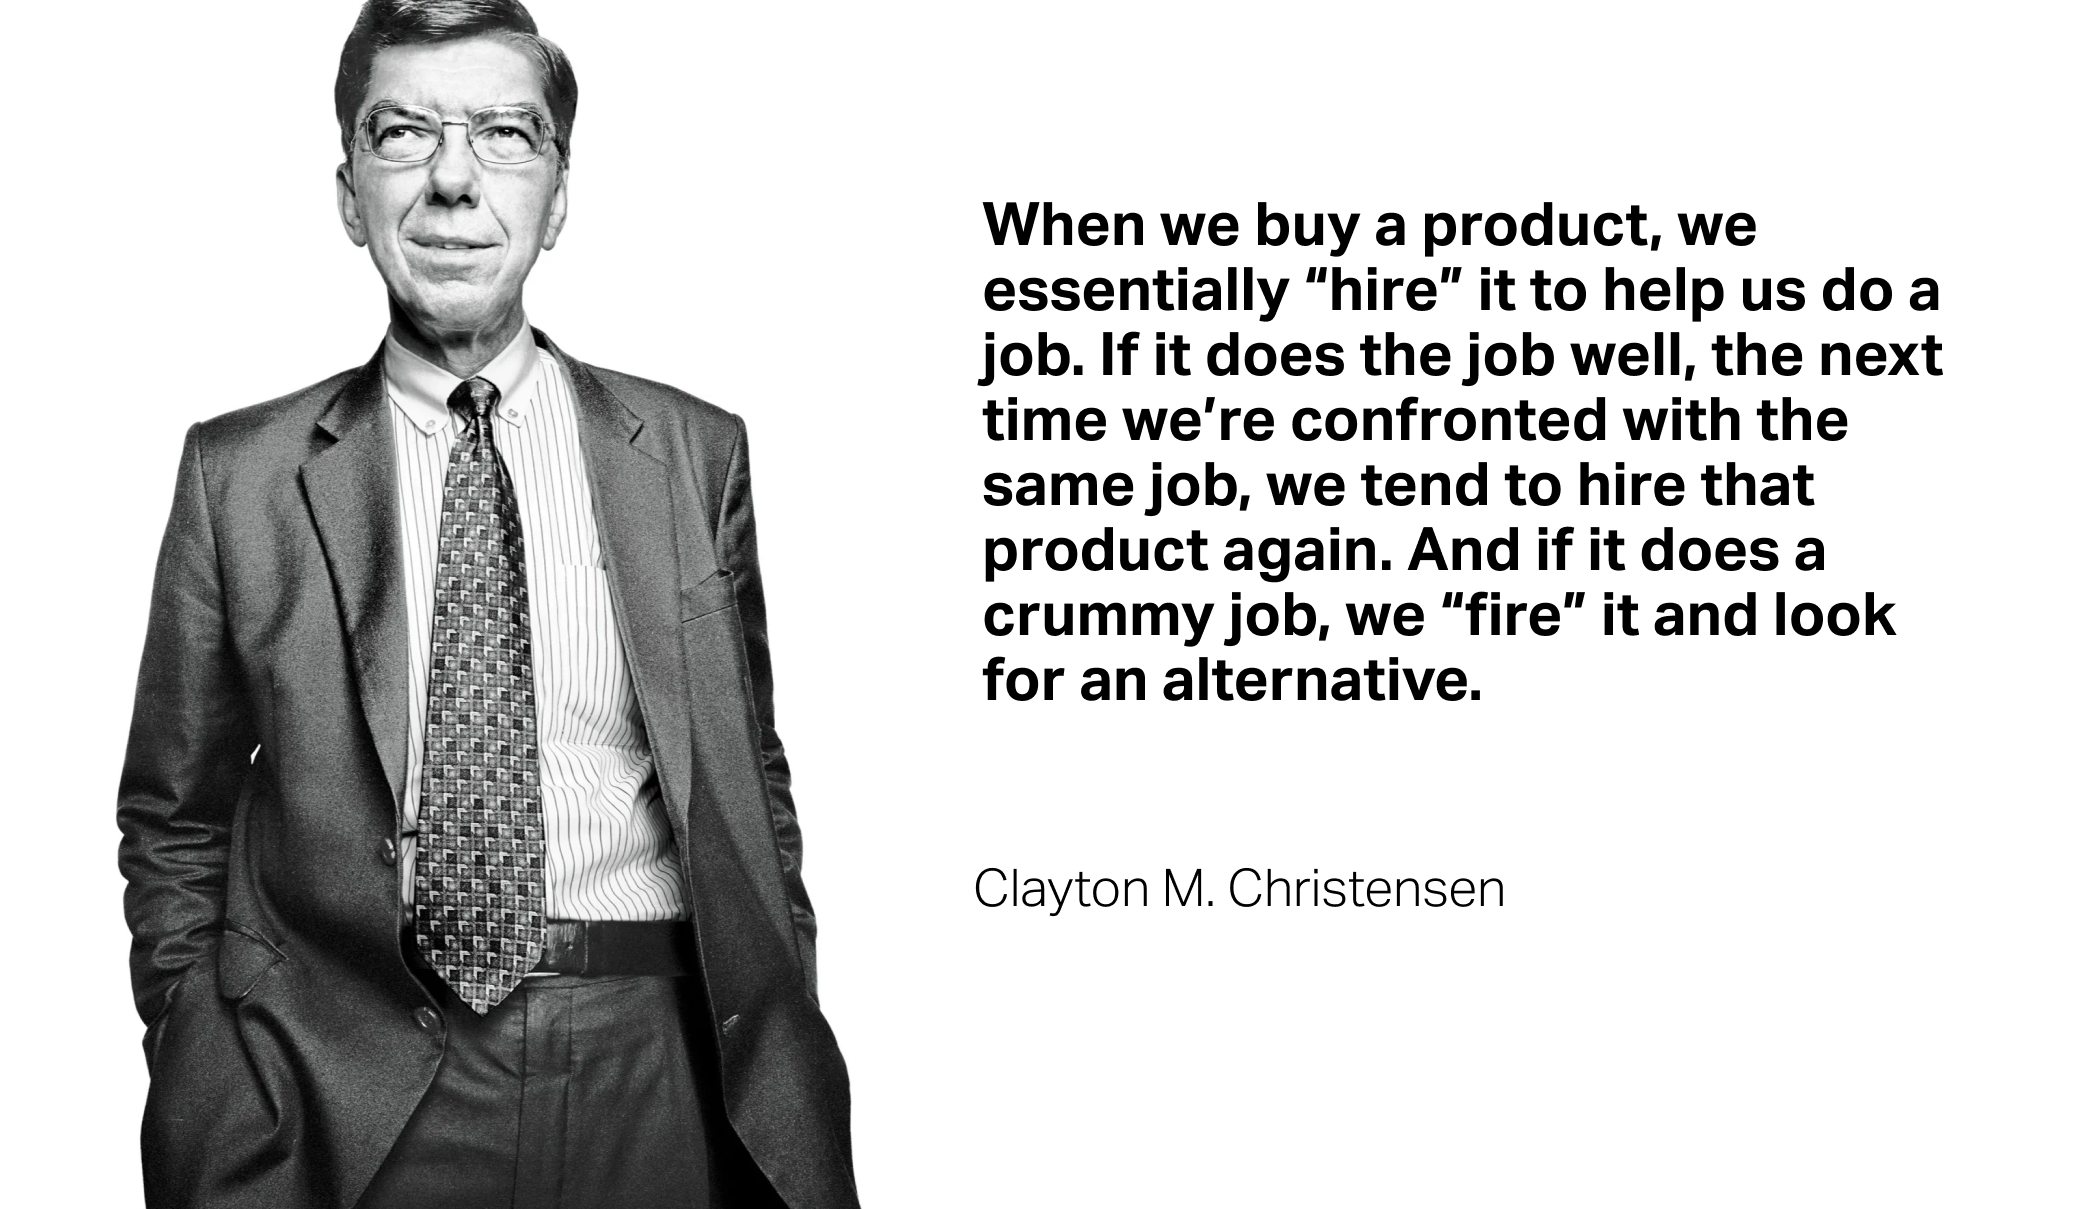 When we buy a product, we
essentially “hire” it to help us do a
job. If it does the job well, the next
time we’re confronted with the
same job, we tend to hire that
product again. And if it does a
crummy job, we “fire” it and look
for an alternative.
Clayton M. Christensen